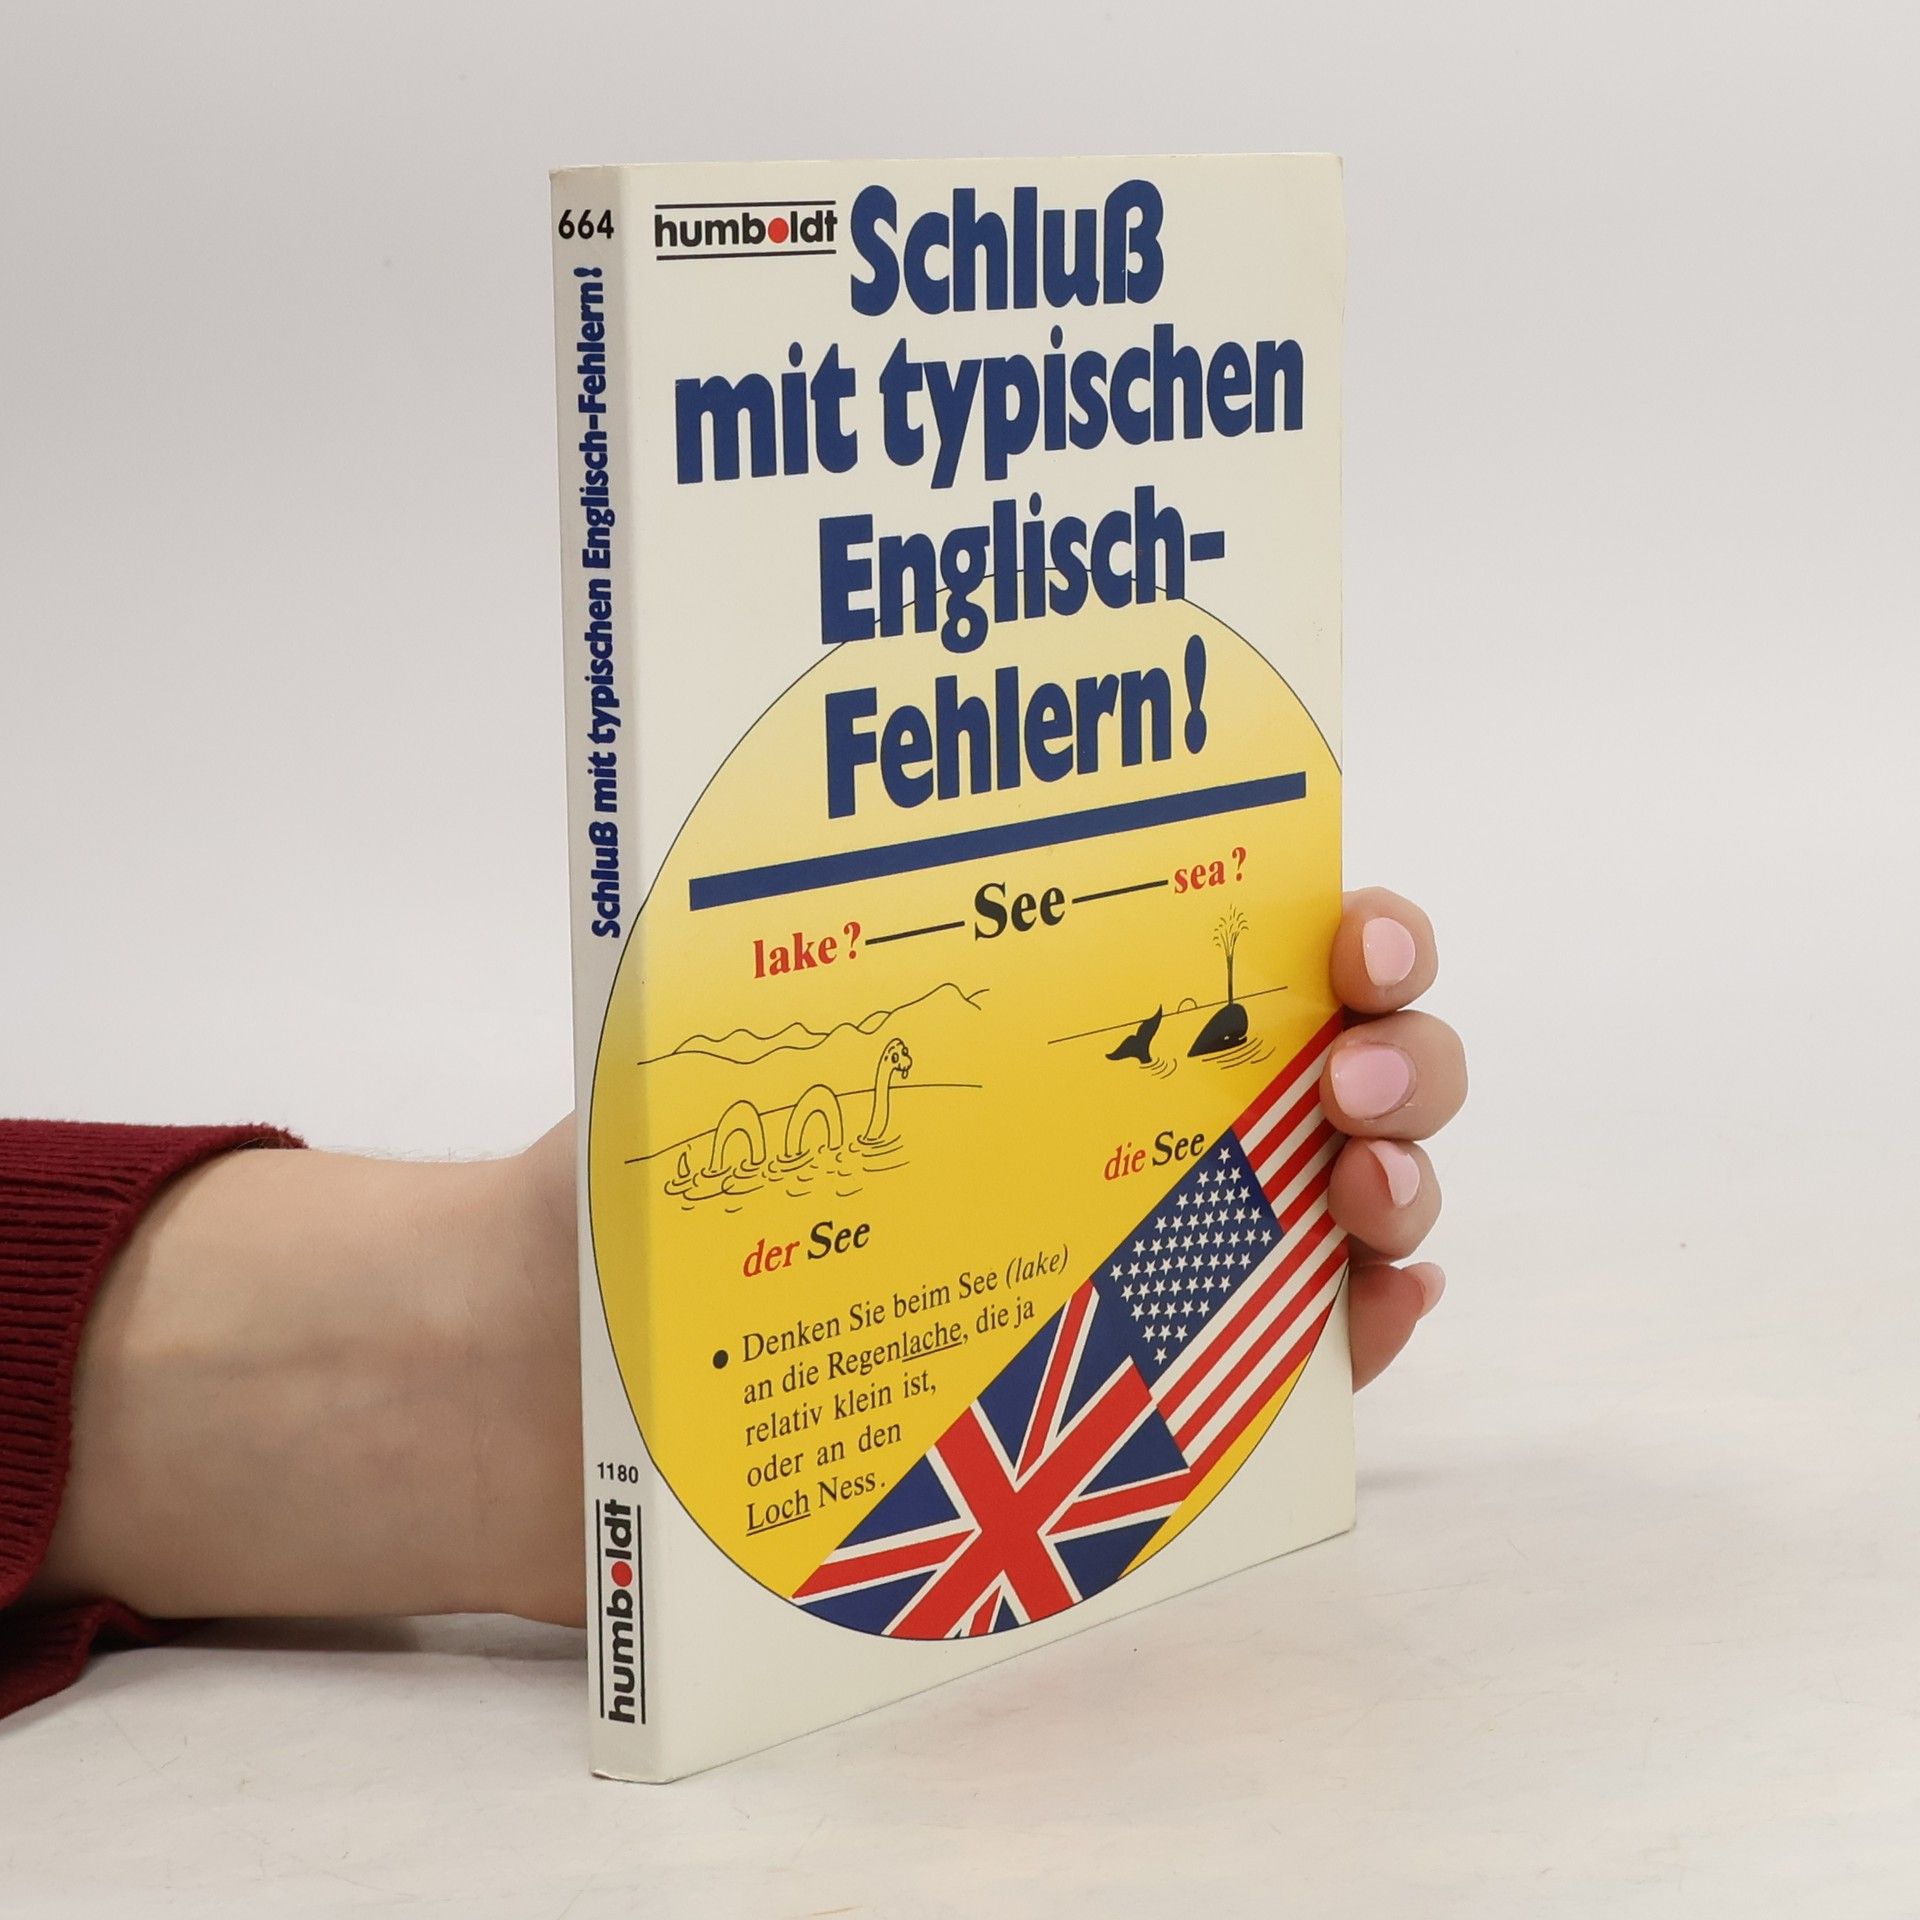 664
Schluß mit typischen Englisch-Fehlern!
1180
humboldt
humboldt
Schluß
mit typischen
Englisch-
Fehlern!
lake? See sea?
die See
der See
• Denken Sie beim See (lake)
an die Regenlache, die ja
relativ klein ist,
oder an den
Loch Ness.